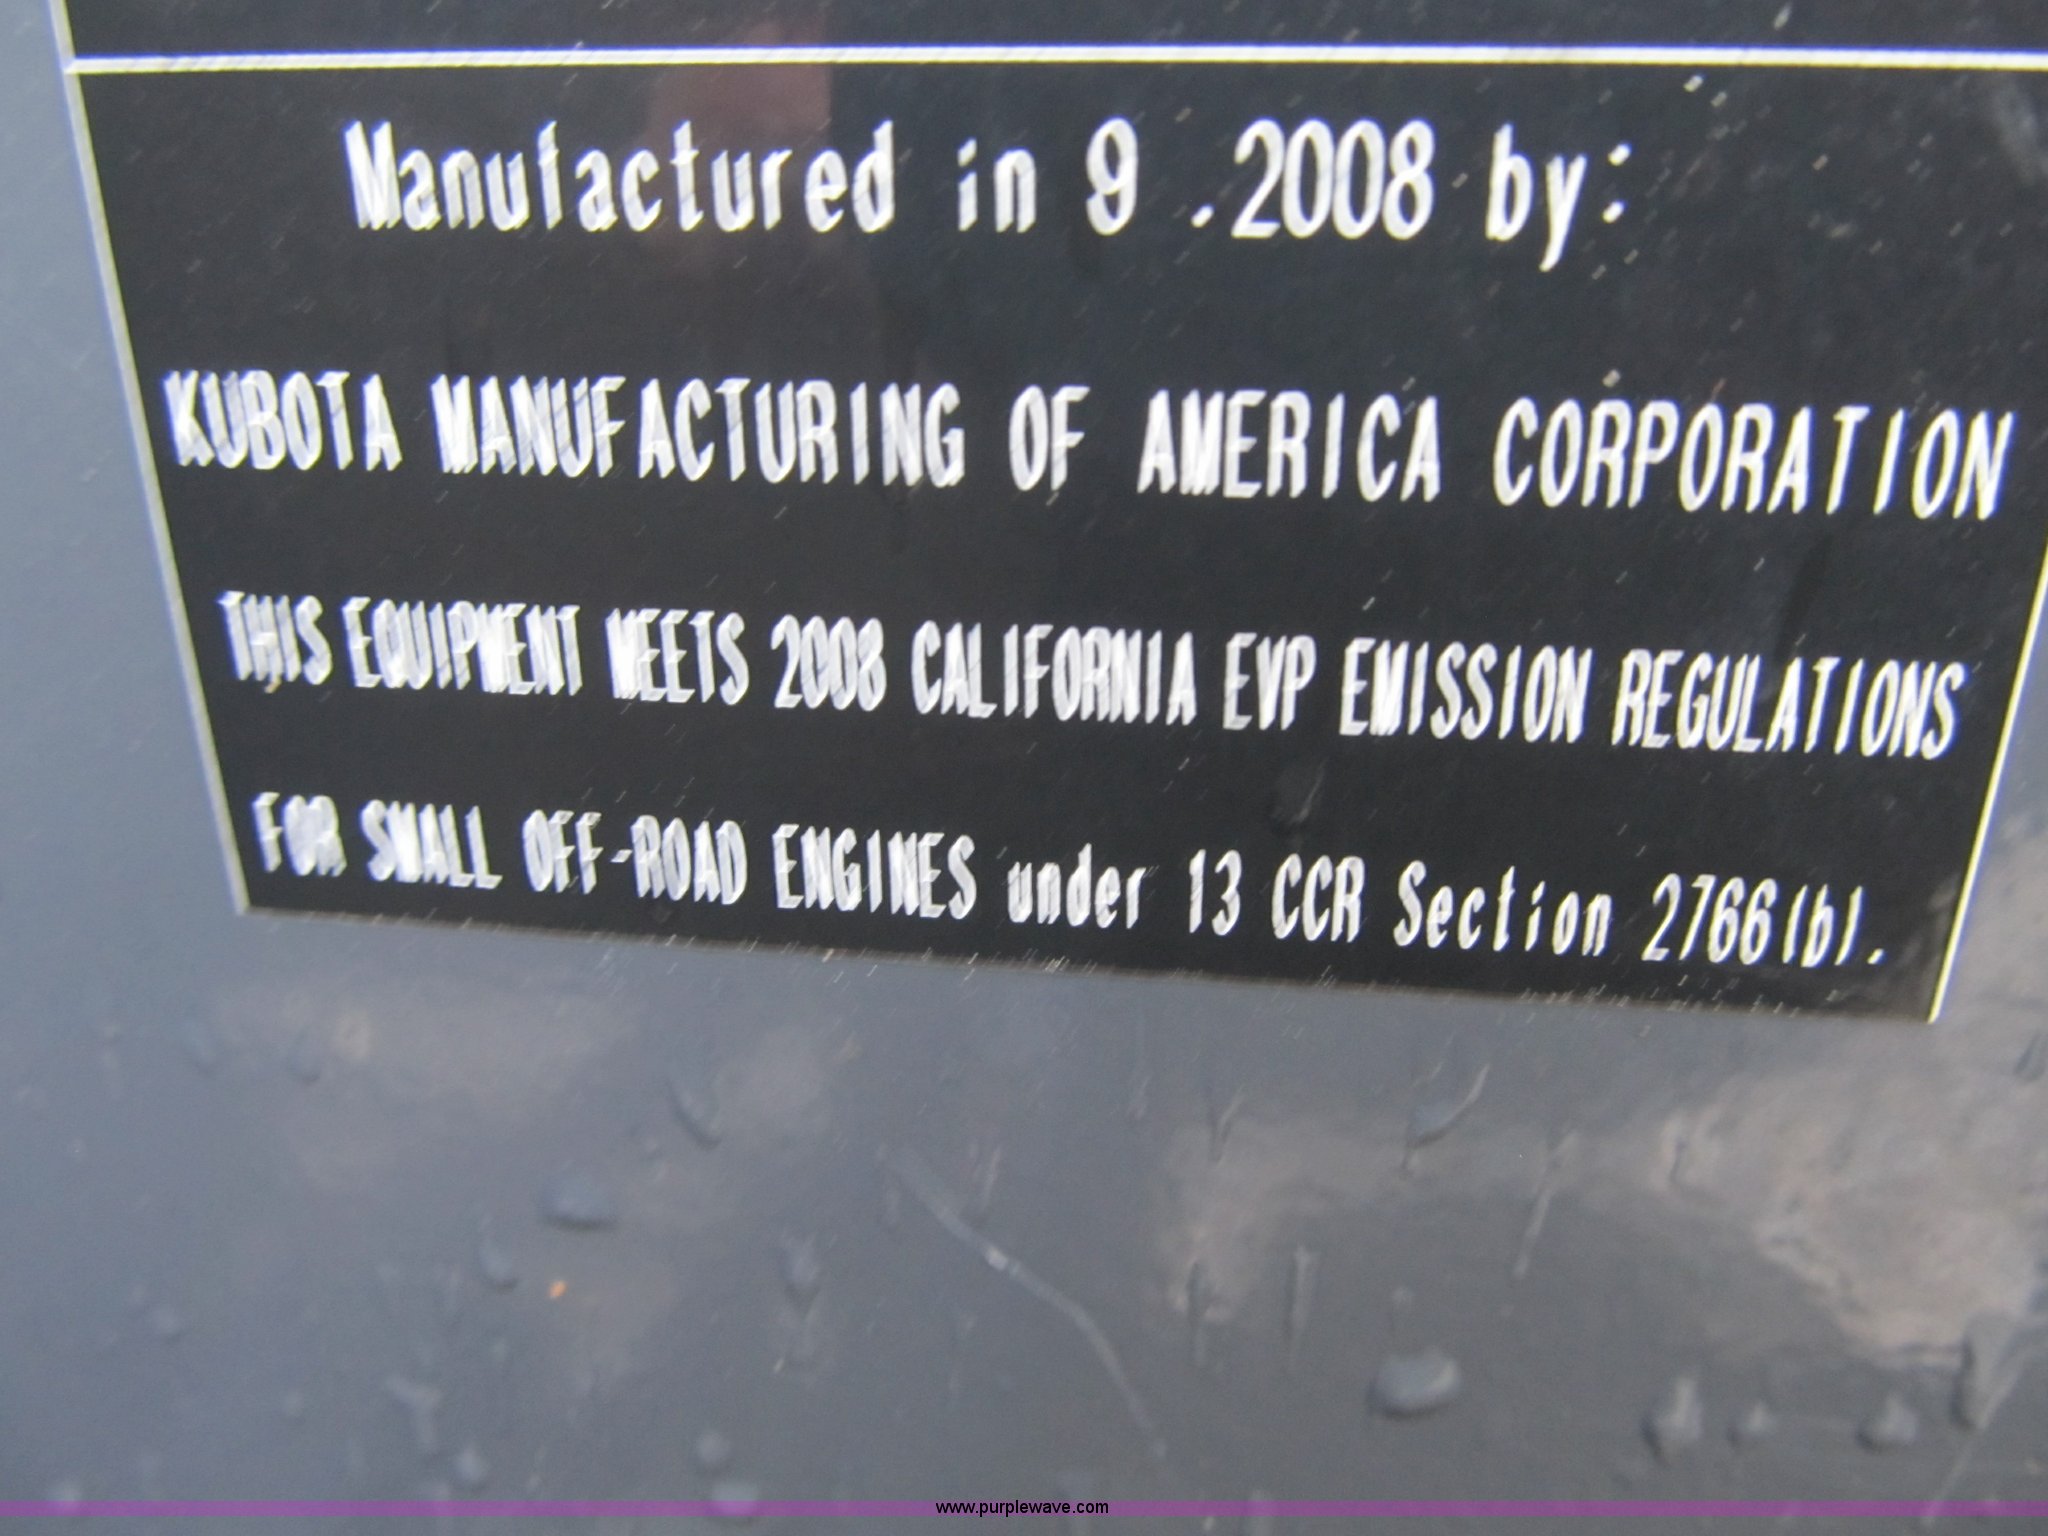 Manufactured in 9 .2008 by:
KUBOTA MANUFACTURING OF AMERICA CORPORATION
THIS EQUIPMENT MEETS 2008 CALIFORNIA EVP EMISSION REGULATIONS
FOR SMALL OFF-ROAD ENGINES under 13 CCR Section 2766(b).
www.purplewave.com